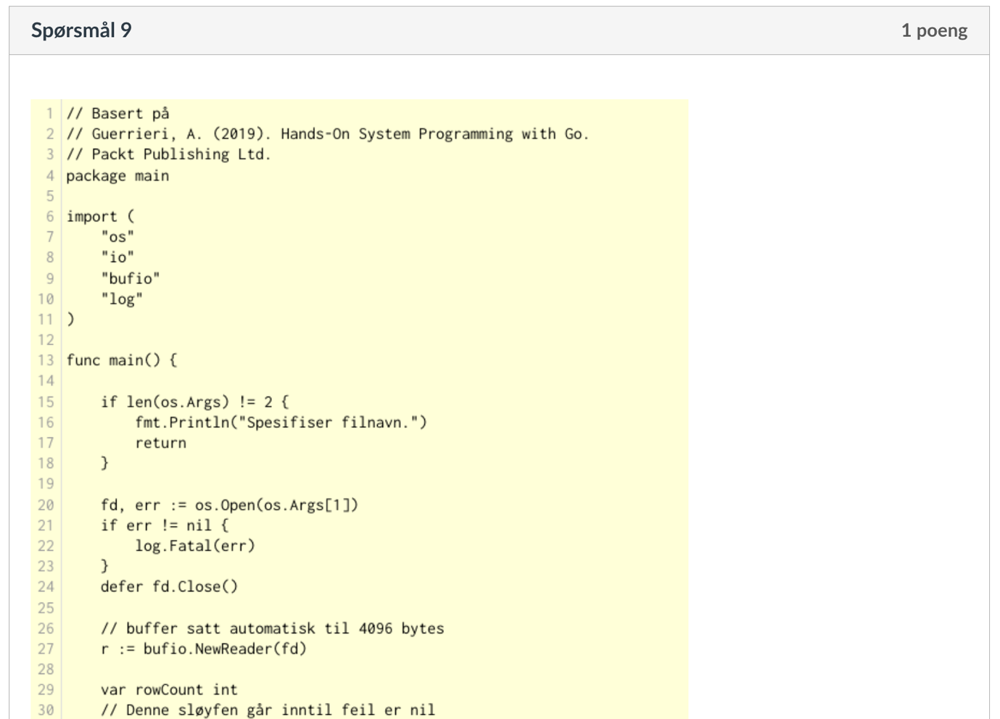 Spørsmål 9
1 poeng
1 // Basert på
2 // Guerrieri, A. (2019). Hands-On System Programming with Go.
3 // Packt Publishing Ltd.
4 package main
5
6 import (
7     "os"
8     "io"
9     "bufio"
10     "log"
11 )
12
13 func main() {
14
15     if len(os.Args) != 2 {
16         fmt.Println("Spesifiser filnavn.")
17         return
18     }
19
20     fd, err := os.Open(os.Args[1])
21     if err != nil {
22         log.Fatal(err)
23     }
24     defer fd.Close()
25
26     // buffer satt automatisk til 4096 bytes
27     r := bufio.NewReader(fd)
28
29     var rowCount int
30     // Denne sløyfen går inntil feil er nil